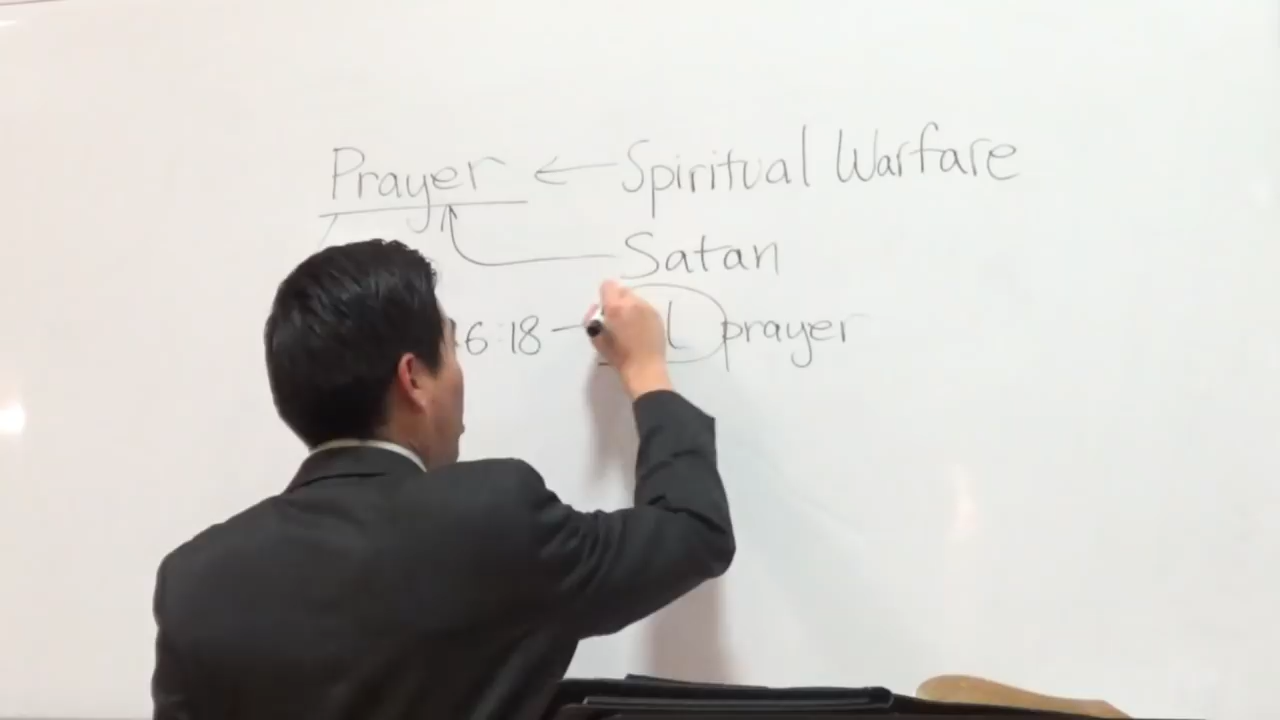 Prayer ← Spiritual Warfare
Satan
6:18 — prayer